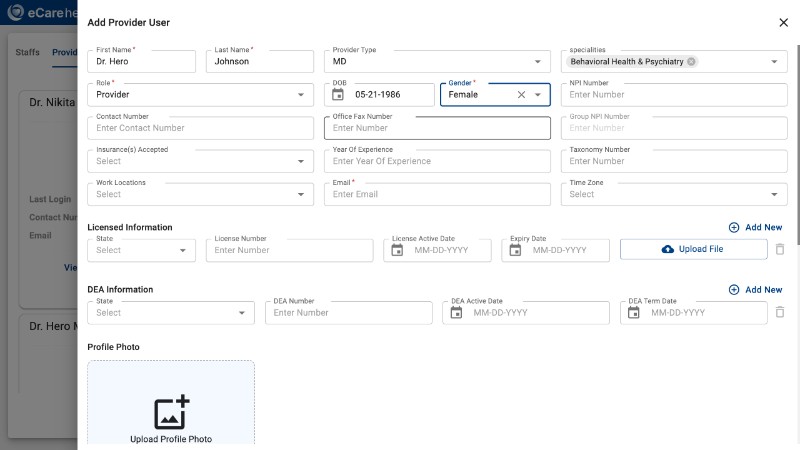 eCare
Add Provider User
Staffs
First Name *
Last Name *
Provider Type
specialities
Dr. Hero
Johnson
MD
Behavioral Health & Psychiatry
Role *
DOB
Gender *
NPI Number
Provider
05-21-1986
Female
Enter Number
Dr. Nikita
Contact Number
Office Fax Number
Group NPI Number
Enter Contact Number
Enter Number
Enter Number
Insurance(s) Accepted
Year Of Experience
Taxonomy Number
Select
Enter Year Of Experience
Enter Number
Work Locations
Email *
Time Zone
Select
Enter Email
Select
Last Login
Contact Nu
Email
Licensed Information
Add New
State
License Number
License Active Date
Expiry Date
Select
Enter Number
MM-DD-YYYY
MM-DD-YYYY
Upload File
DEA Information
Add New
State
DEA Number
DEA Active Date
DEA Term Date
Select
Enter Number
MM-DD-YYYY
MM-DD-YYYY
Dr. Hero
Profile Photo
Upload Profile Photo